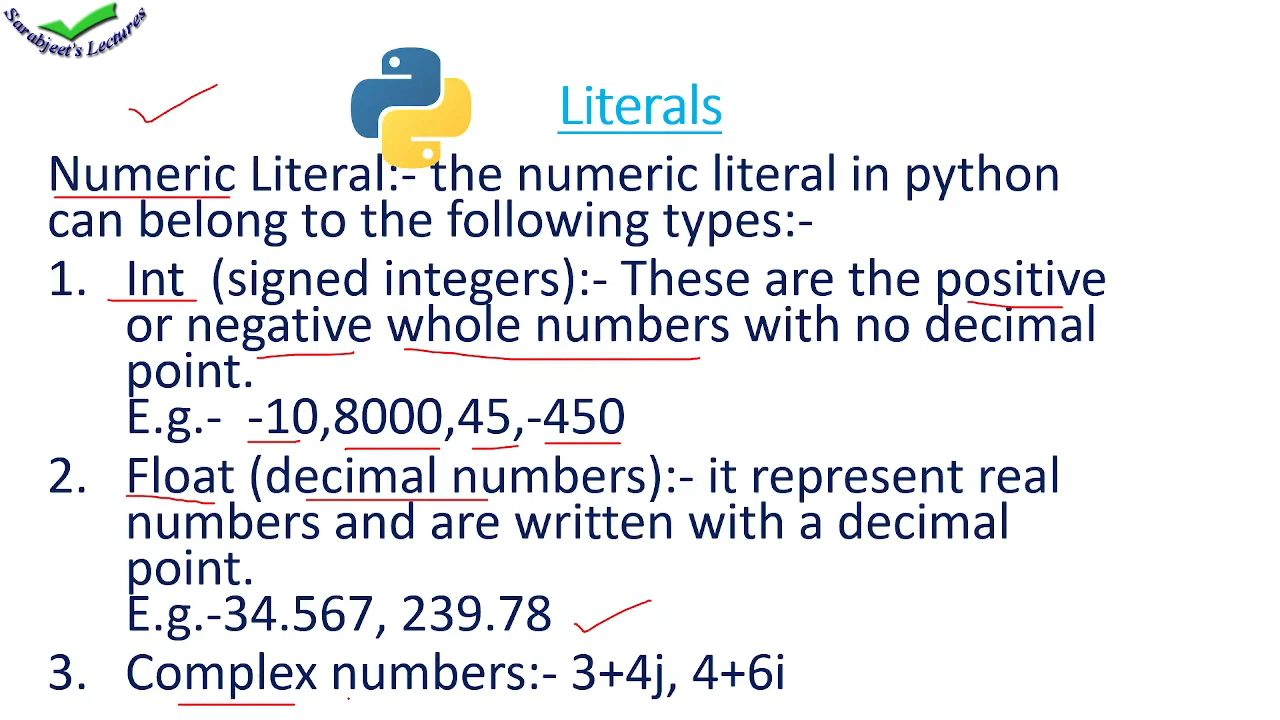 Sarabjeet's Lectures
Literals
Numeric Literal:- the numeric literal in python
can belong to the following types:-
1. Int (signed integers):- These are the positive
or negative whole numbers with no decimal
point.
E.g.- -10,8000,45,-450
2. Float (decimal numbers):- it represent real
numbers and are written with a decimal
point.
E.g.-34.567, 239.78
3. Complex numbers:- 3+4j, 4+6i